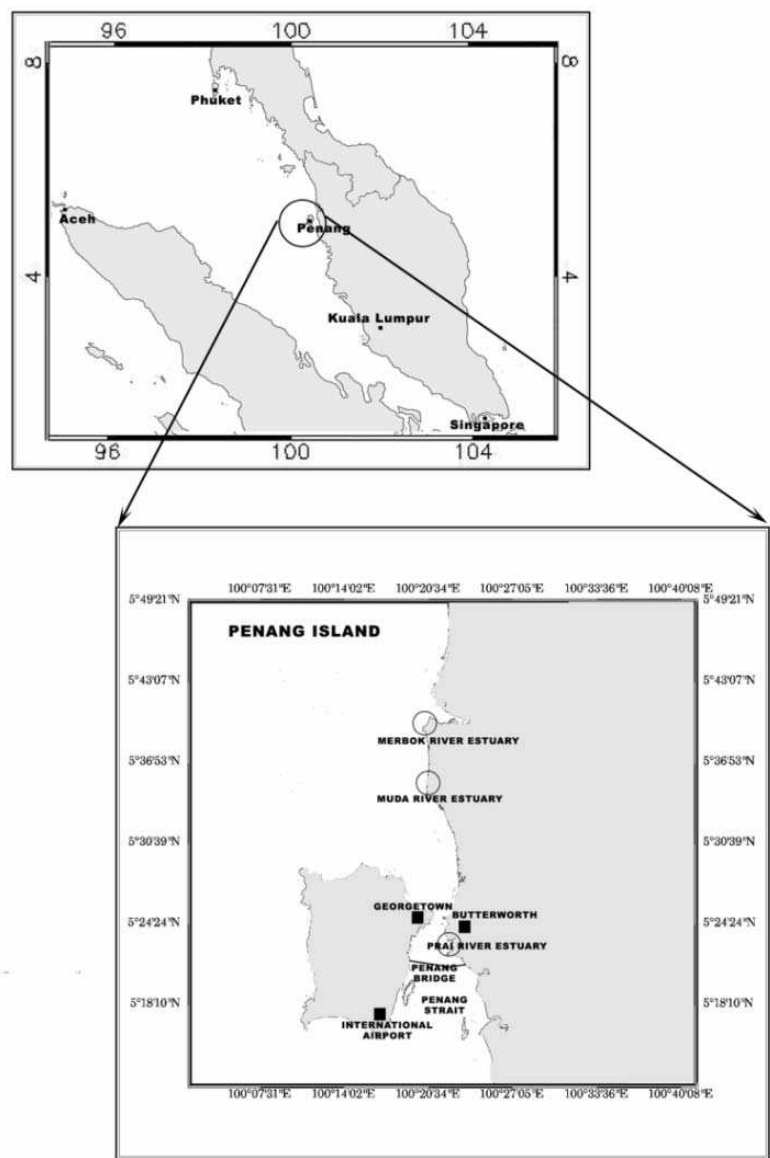 96 100 104
8 8
Phuket
Aceh
Penang
4 4
Kuala Lumpur
Singapore
96 100 104
100°07'31"E 100°14'02"E 100°20'34"E 100°27'05"E 100°33'36"E 100°40'08"E
5°49'21"N 5°49'21"N
PENANG ISLAND
5°43'07"N 5°43'07"N
MERBOK RIVER ESTUARY
5°36'53"N 5°36'53"N
MUDA RIVER ESTUARY
5°30'39"N 5°30'39"N
GEORGETOWN
BUTTERWORTH
5°24'24"N 5°24'24"N
PRAI RIVER ESTUARY
PENANG
BRIDGE
PENANG
STRAIT
5°18'10"N 5°18'10"N
INTERNATIONAL
AIRPORT
100°07'31"E 100°14'02"E 100°20'34"E 100°27'05"E 100°33'36"E 100°40'08"E